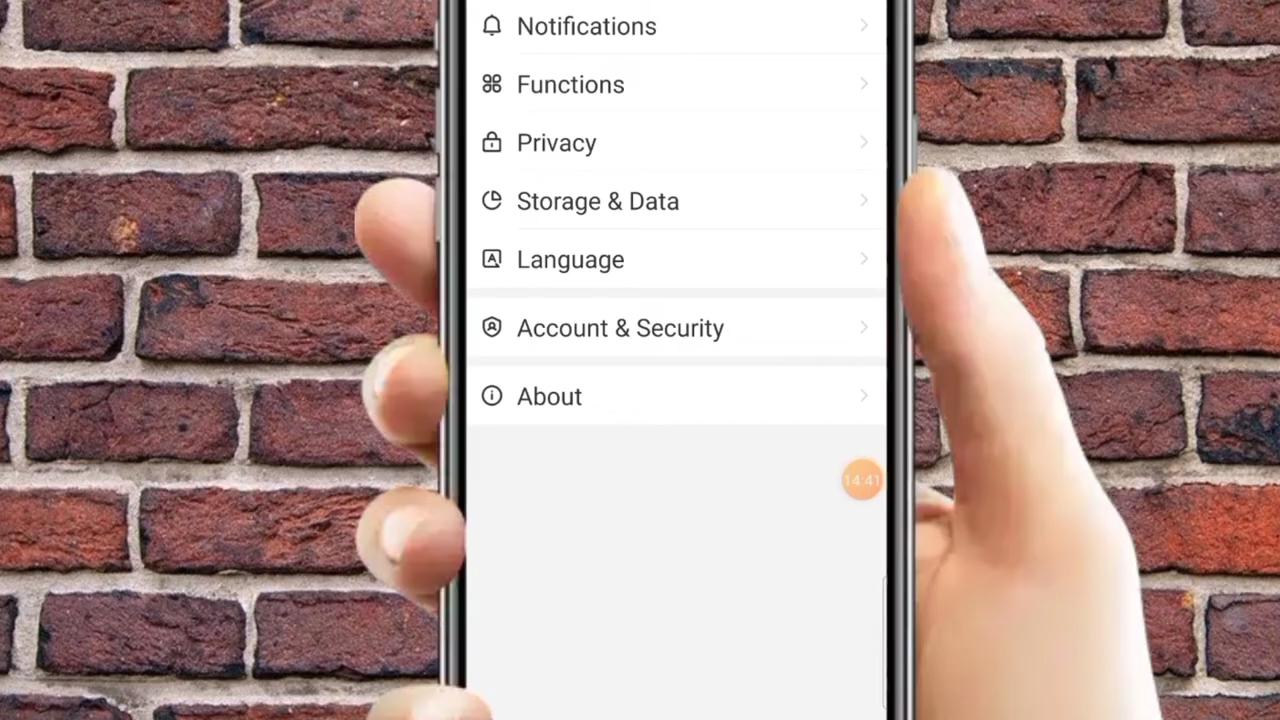 Notifications
Functions
Privacy
Storage & Data
Language
Account & Security
About
14:41